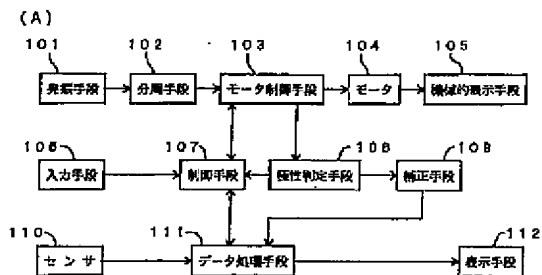 (A)
101 102 103 104 105
発振手段 分周手段 モータ制御手段 モータ 機械的表示手段
106 107 108 109
入力手段 制御手段 極性判定手段 補正手段
110 111 112
センサ データ処理手段 表示手段